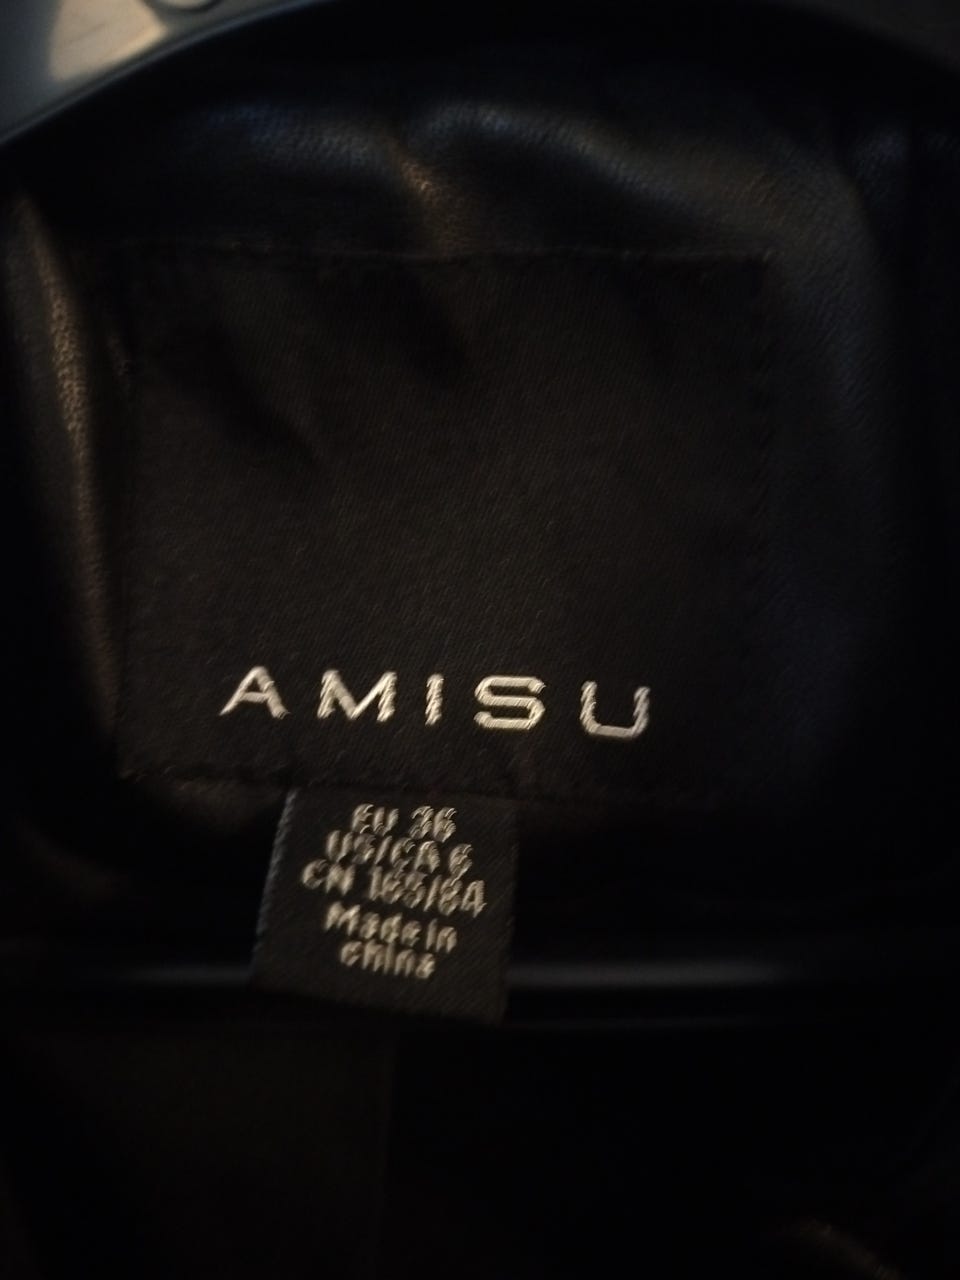 AMISU
EU 36
US/CA 6
CN 165/84
Made in
china